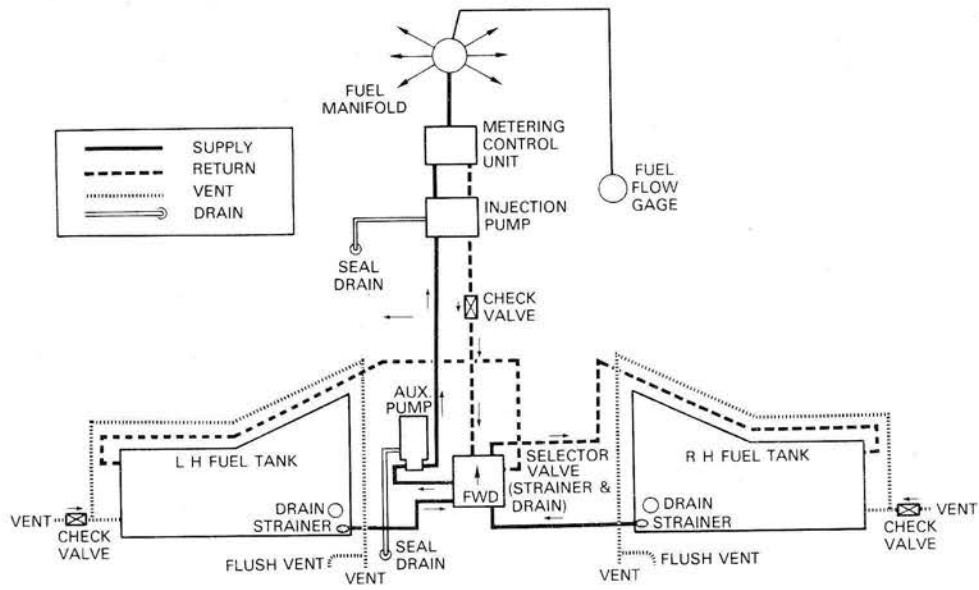 FUEL
MANIFOLD
METERING
CONTROL
UNIT
SUPPLY
RETURN
VENT
DRAIN
FUEL
FLOW
GAGE
INJECTION
PUMP
SEAL
DRAIN
CHECK
VALVE
AUX.
PUMP
L H FUEL TANK
SELECTOR
VALVE
(STRAINER &
DRAIN)
FWD
R H FUEL TANK
DRAIN
STRAINER
DRAIN
STRAINER
VENT
CHECK
VALVE
VENT
CHECK
VALVE
FLUSH VENT
VENT
SEAL
DRAIN
VENT
FLUSH VENT